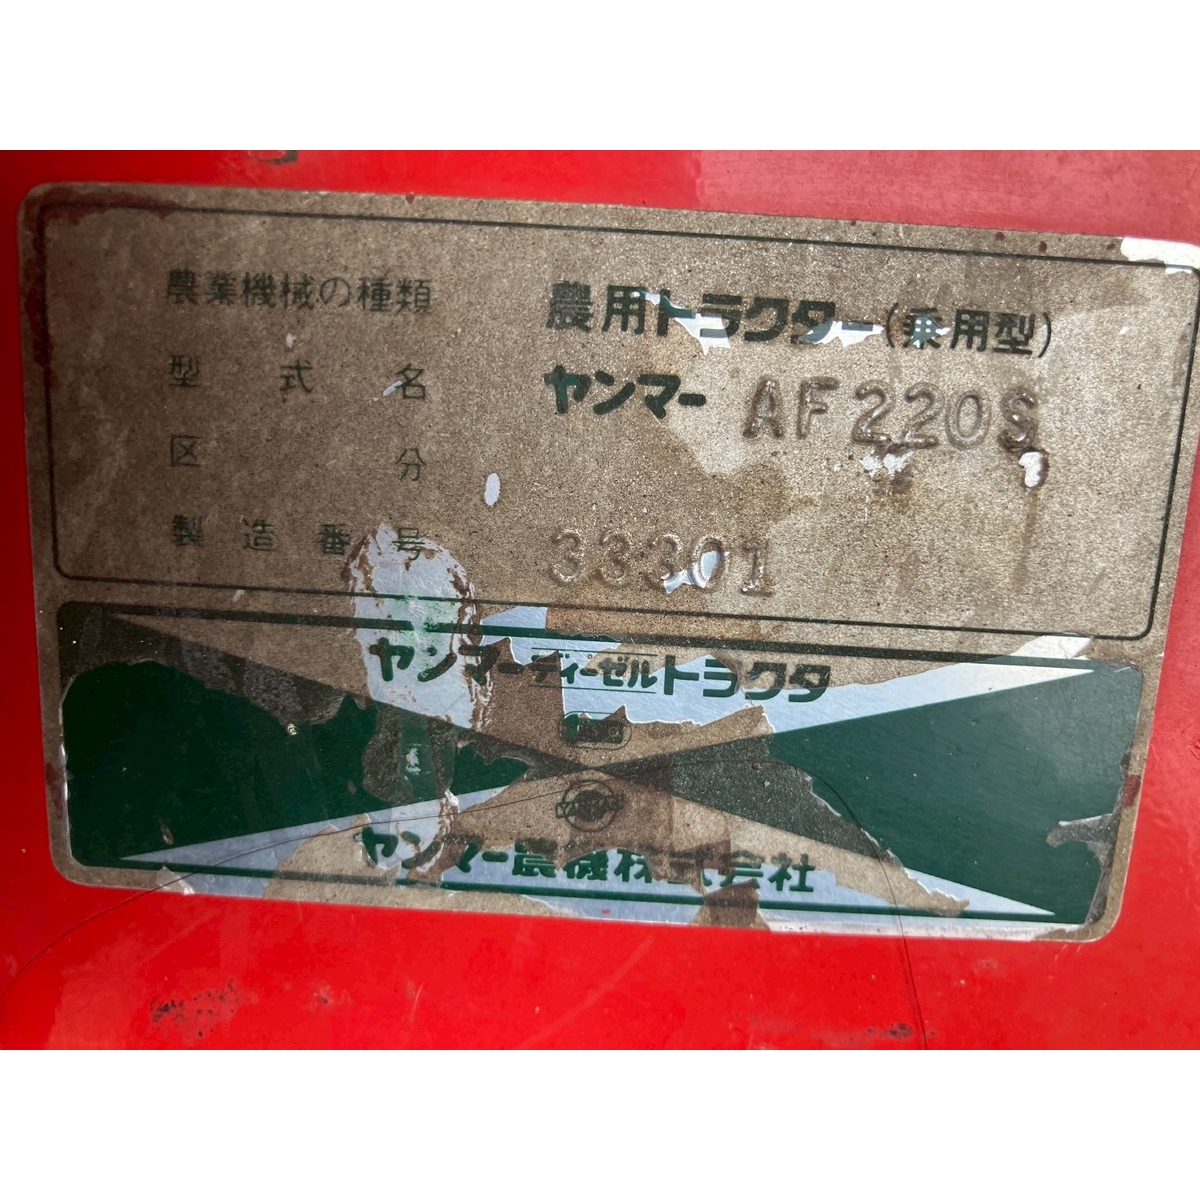 農業機械の種類 農用トラクター(乗用型)
型式名 ヤンマー AF220S
区分
製造番号 33301
ヤンマーディーゼルトラクタ
ヤンマー農機株式会社